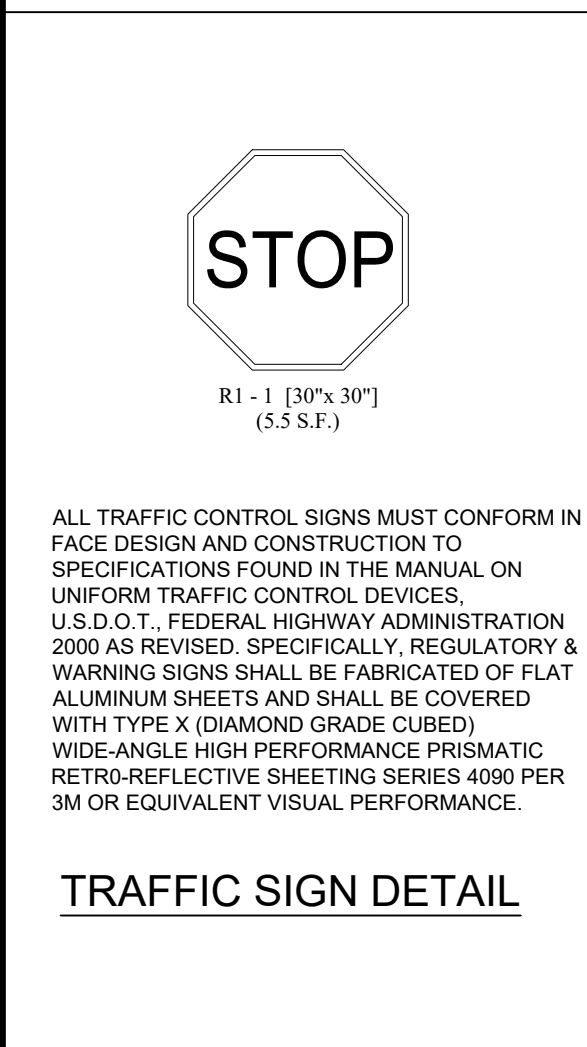 STOP
R1 - 1 [30"x 30"]
(5.5 S.F.)
ALL TRAFFIC CONTROL SIGNS MUST CONFORM IN
FACE DESIGN AND CONSTRUCTION TO
SPECIFICATIONS FOUND IN THE MANUAL ON
UNIFORM TRAFFIC CONTROL DEVICES,
U.S.D.O.T., FEDERAL HIGHWAY ADMINISTRATION
2000 AS REVISED. SPECIFICALLY, REGULATORY &
WARNING SIGNS SHALL BE FABRICATED OF FLAT
ALUMINUM SHEETS AND SHALL BE COVERED
WITH TYPE X (DIAMOND GRADE CUBED)
WIDE-ANGLE HIGH PERFORMANCE PRISMATIC
RETR0-REFLECTIVE SHEETING SERIES 4090 PER
3M OR EQUIVALENT VISUAL PERFORMANCE.
TRAFFIC SIGN DETAIL